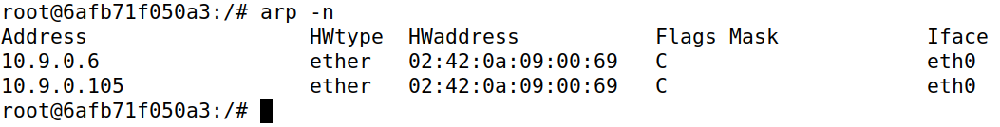 root@6afb71f050a3:/# arp -n
Address                  HWtype  HWaddress           Flags Mask            Iface
10.9.0.6                 ether   02:42:0a:09:00:69   C                     eth0
10.9.0.105               ether   02:42:0a:09:00:69   C                     eth0
root@6afb71f050a3:/#